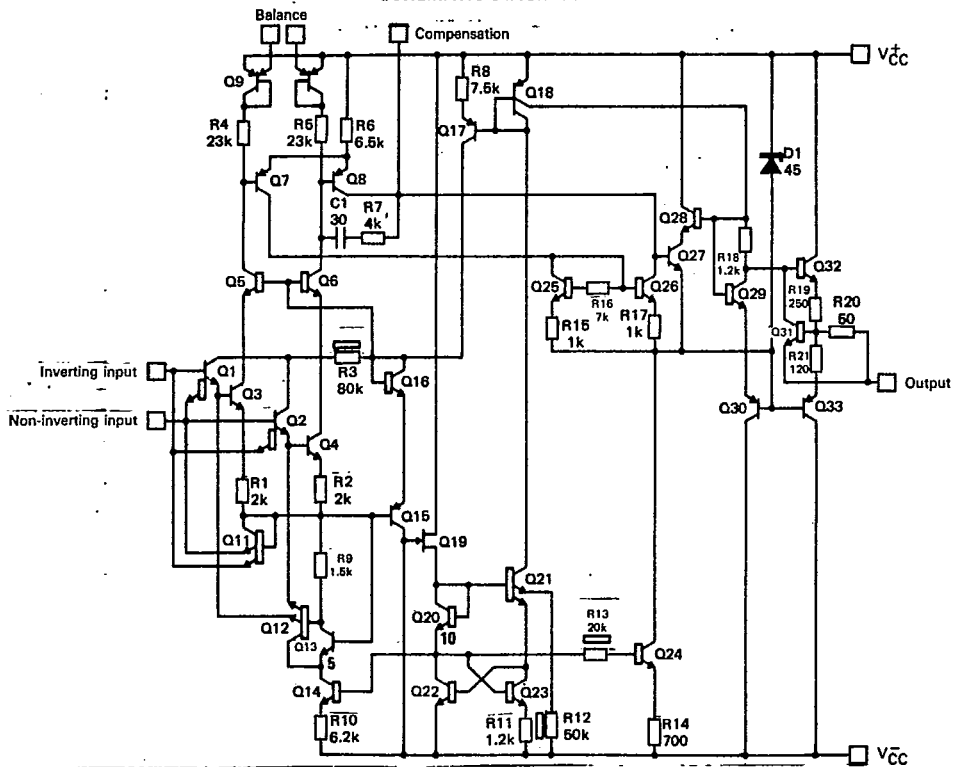 Balance
Compensation
V+CC
Q9
R4
23k
R5
23k
R6
6.5k
R8
7.5k
Q18
Q17
D1
45
Q7
Q8
C1
30
R7
4k
Q28
Q27
R18
1.2k
Q32
Q29
R19
250
R20
50
Q5
Q6
Q25
R16
7k
Q26
R15
1k
R17
1k
Q31
R21
120
Inverting input
Q1
Q3
R3
80k
Q16
Output
Non-inverting input
Q2
Q4
Q30
Q33
R1
2k
R2
2k
Q15
Q19
Q11
R9
1.5k
Q21
Q12
Q13
5
Q20
10
R13
20k
Q24
Q14
Q22
Q23
R10
6.2k
R11
1.2k
R12
60k
R14
700
V-CC